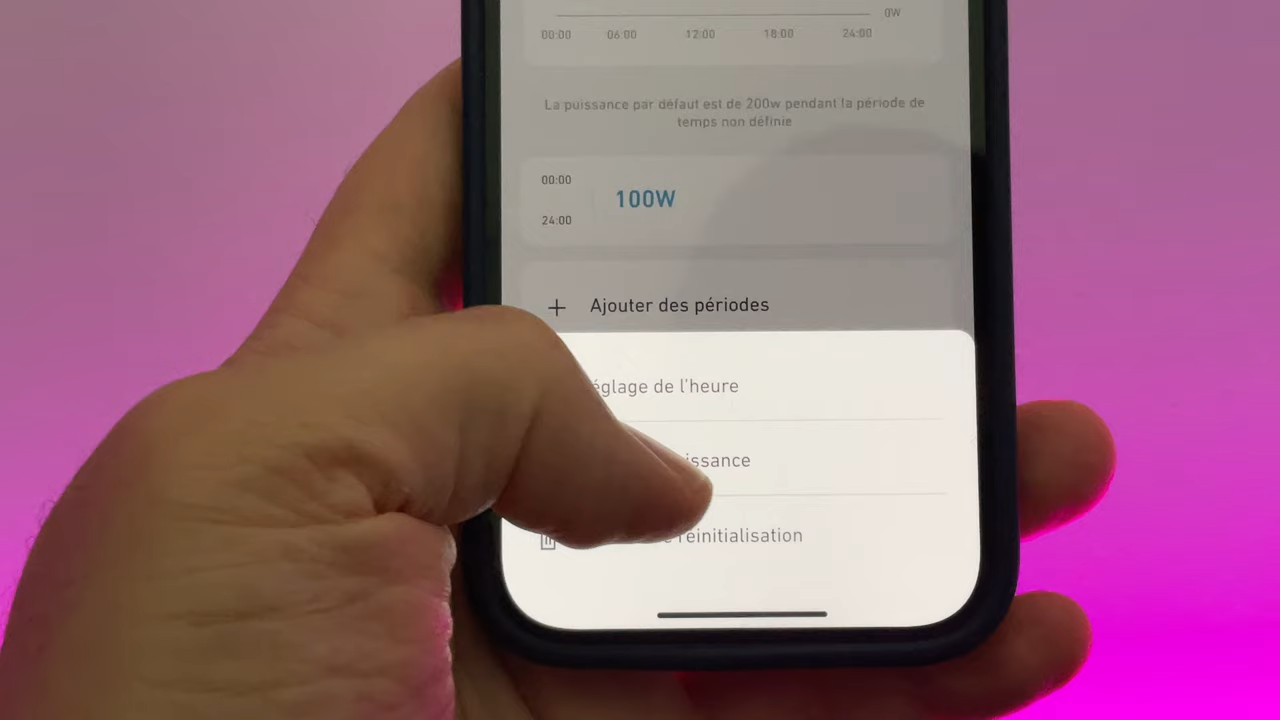 0W
00:00 06:00 12:00 18:00 24:00
La puissance par défaut est de 200w pendant la période de
temps non définie
00:00
100W
24:00
+ Ajouter des périodes
églage de l'heure
issance
réinitialisation